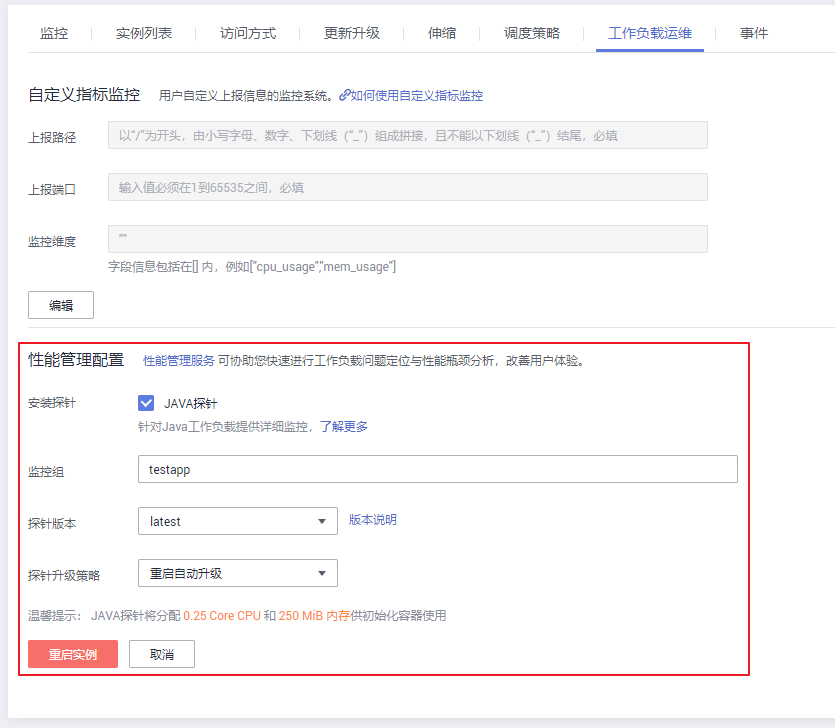 监控 实例列表 访问方式 更新升级 伸缩 调度策略 工作负载运维 事件
自定义指标监控 用户自定义上报信息的监控系统。如何使用自定义指标监控
上报路径 以“/”为开头，由小写字母、数字、下划线（“_”）组成拼接，且不能以下划线（“_”）结尾，必填
上报端口 输入值必须在1到65535之间，必填
监控维度 ""
字段信息包括在[] 内，例如["cpu_usage","mem_usage"]
编辑
性能管理配置 性能管理服务 可协助您快速进行工作负载问题定位与性能瓶颈分析，改善用户体验。
安装探针 JAVA探针
针对Java工作负载提供详细监控，了解更多
监控组 testapp
探针版本 latest 版本说明
探针升级策略 重启自动升级
温馨提示： JAVA探针将分配 0.25 Core CPU 和 250 MiB 内存供初始化容器使用
重启实例 取消